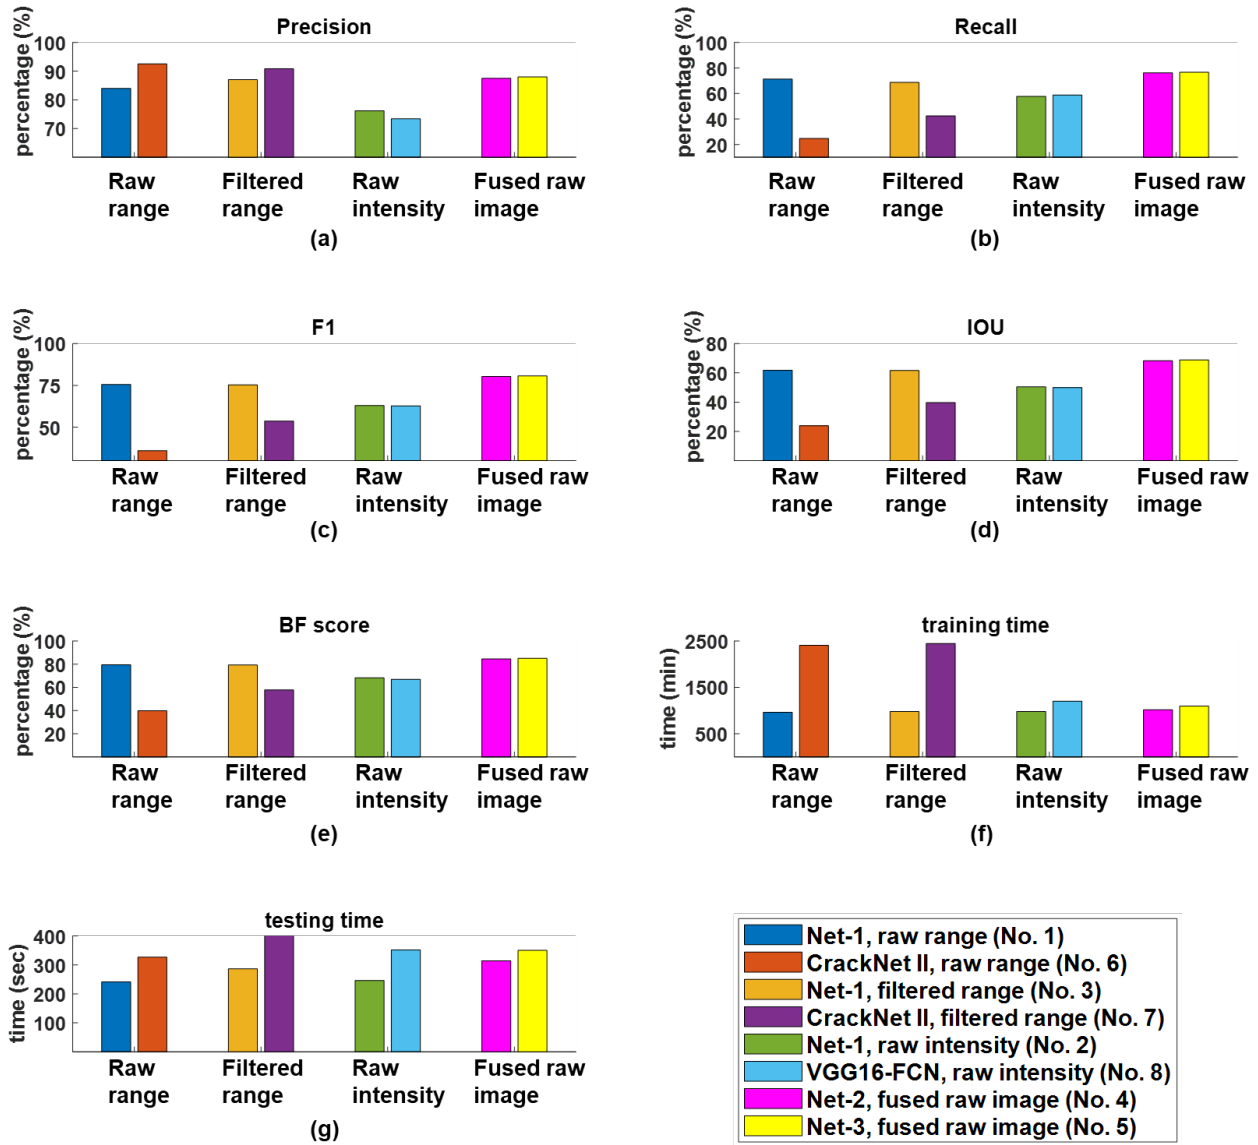 Precision
percentage (%)
100
90
80
70
Raw range
Filtered range
Raw intensity
Fused raw image
(a)
Recall
percentage (%)
100
80
60
40
20
Raw range
Filtered range
Raw intensity
Fused raw image
(b)
F1
percentage (%)
100
75
50
Raw range
Filtered range
Raw intensity
Fused raw image
(c)
IOU
percentage (%)
80
60
40
20
Raw range
Filtered range
Raw intensity
Fused raw image
(d)
BF score
percentage (%)
100
80
60
40
20
Raw range
Filtered range
Raw intensity
Fused raw image
(e)
training time
time (min)
2500
1500
500
Raw range
Filtered range
Raw intensity
Fused raw image
(f)
testing time
time (sec)
400
300
200
100
Raw range
Filtered range
Raw intensity
Fused raw image
(g)
Net-1, raw range (No. 1)
CrackNet II, raw range (No. 6)
Net-1, filtered range (No. 3)
CrackNet II, filtered range (No. 7)
Net-1, raw intensity (No. 2)
VGG16-FCN, raw intensity (No. 8)
Net-2, fused raw image (No. 4)
Net-3, fused raw image (No. 5)